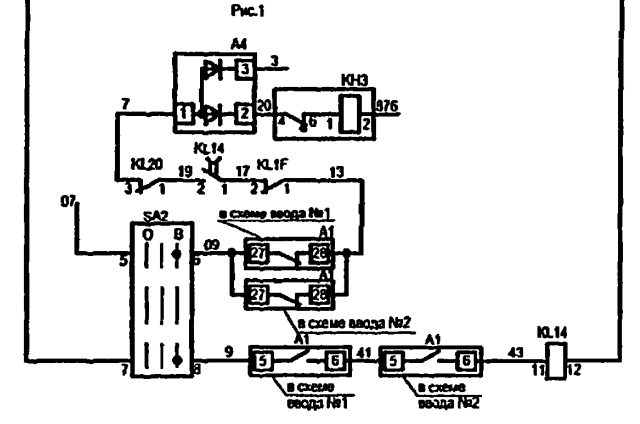 Рис.1
A4
3
3
7
1
2
20
KH3
4
6
1
2
876
KL20
3
1
19
KL14
2
1
17
KL1F
2
1
13
07
SA2
O
B
5
6
09
7
8
в схеме ввода №1
A1
27
28
A1
27
28
в схеме ввода №2
9
A1
5
6
41
A1
5
6
43
KL14
11
12
в схеме
ввода №1
в схеме
ввода №2